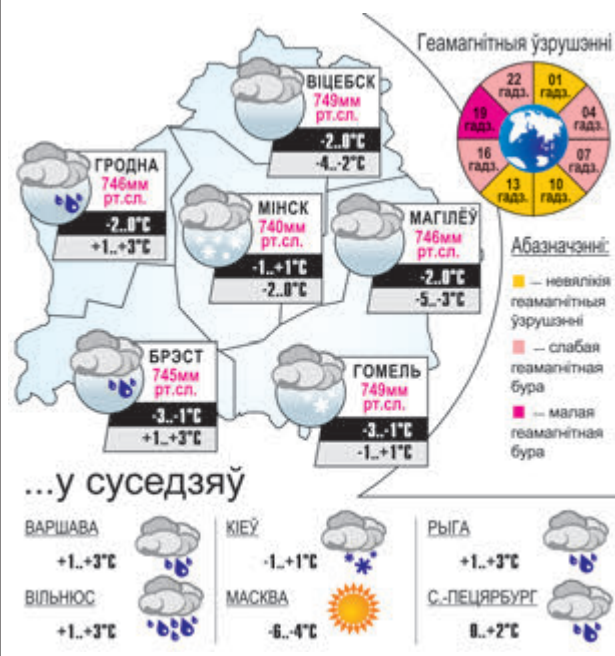 Геамагнітныя ўзрушэнні
22 гадз.
01 гадз.
04 гадз.
07 гадз.
10 гадз.
13 гадз.
16 гадз.
19 гадз.
ВІЦЕБСК
749мм
рт.сл.
-2..0°C
-4..-2°C
ГРОДНА
746мм
рт.сл.
-2..0°C
+1..+3°C
МІНСК
740мм
рт.сл.
-1..+1°C
-2..0°C
МАГІЛЁЎ
746мм
рт.сл.
-2..0°C
-5..-3°C
Абазначэнні:
– невялікія
геамагнітныя
ўзрушэнні
– слабая
геамагнітная
бура
– малая
геамагнітная
бура
БРЭСТ
745мм
рт.сл.
-3..-1°C
+1..+3°C
ГОМЕЛЬ
749мм
рт.сл.
-3..-1°C
-1..+1°C
...у суседзяў
ВАРШАВА
+1..+3°C
КІЕЎ
-1..+1°C
РЫГА
+1..+3°C
ВІЛЬНЮС
+1..+3°C
МАСКВА
-6..-4°C
С.-ПЕЦЯРБУРГ
0..+2°C